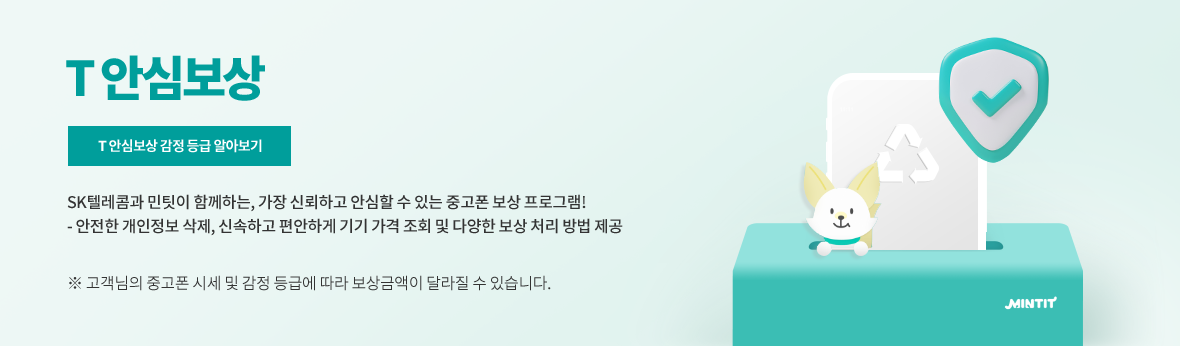 T 안심보상
T 안심보상 감정 등급 알아보기
SK텔레콤과 민팃이 함께하는, 가장 신뢰하고 안심할 수 있는 중고폰 보상 프로그램!
- 안전한 개인정보 삭제, 신속하고 편안하게 기기 가격 조회 및 다양한 보상 처리 방법 제공
※ 고객님의 중고폰 시세 및 감정 등급에 따라 보상금액이 달라질 수 있습니다.
MINTIT